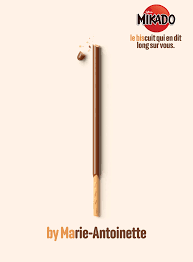 MIKADO
le biscuit qui en dit
long sur vous.
by Marie-Antoinette